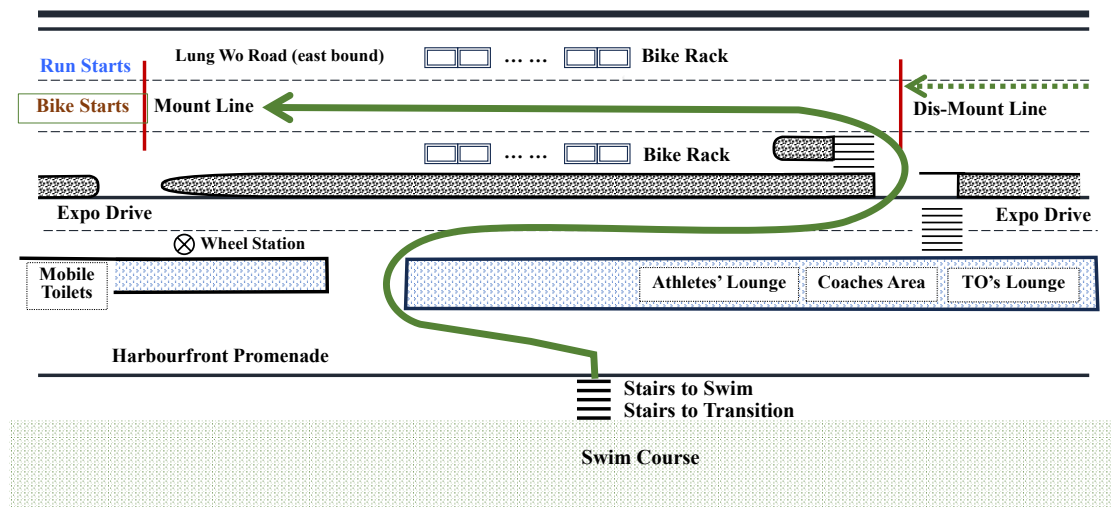 Lung Wo Road (east bound)
… …
Bike Rack
Run Starts
Bike Starts
Mount Line
Dis-Mount Line
… …
Bike Rack
Expo Drive
Expo Drive
Wheel Station
Mobile
Toilets
Athletes’ Lounge
Coaches Area
TO’s Lounge
Harbourfront Promenade
Stairs to Swim
Stairs to Transition
Swim Course